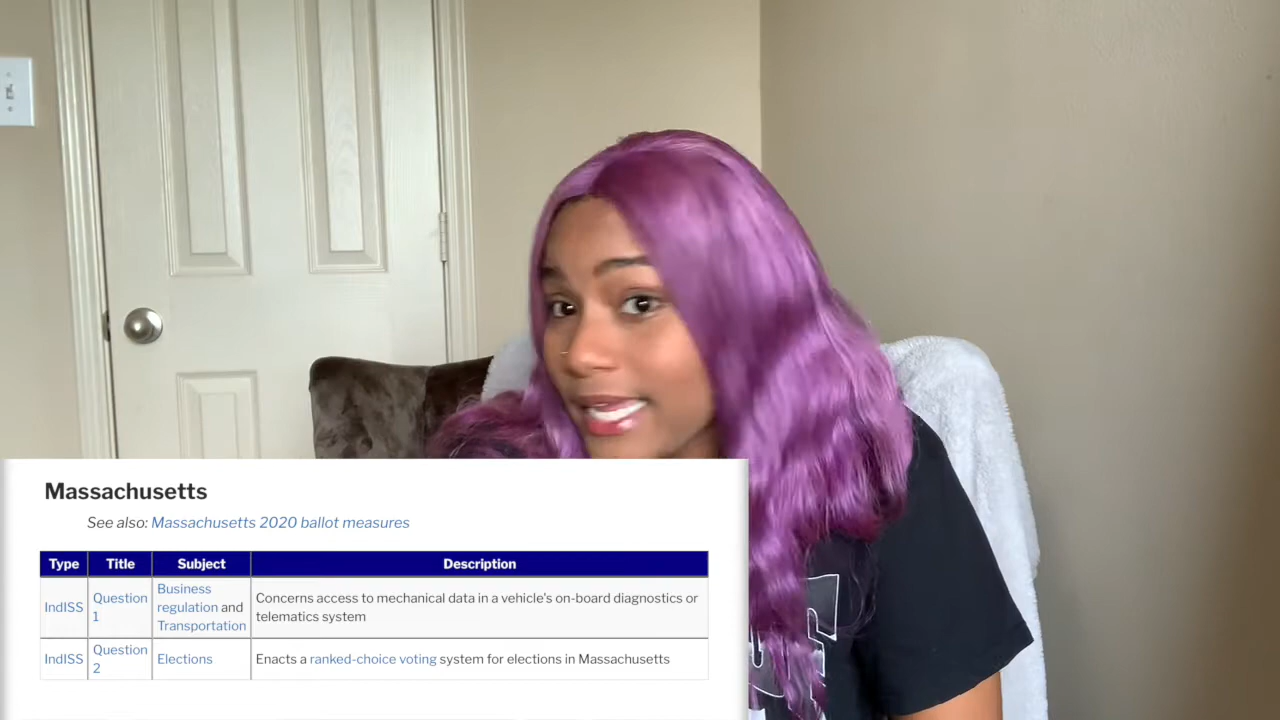 Massachusetts
See also: Massachusetts 2020 ballot measures
Type Title Subject Description
IndISS Question 1 Business regulation and Transportation Concerns access to mechanical data in a vehicle's on-board diagnostics or telematics system
IndISS Question 2 Elections Enacts a ranked-choice voting system for elections in Massachusetts